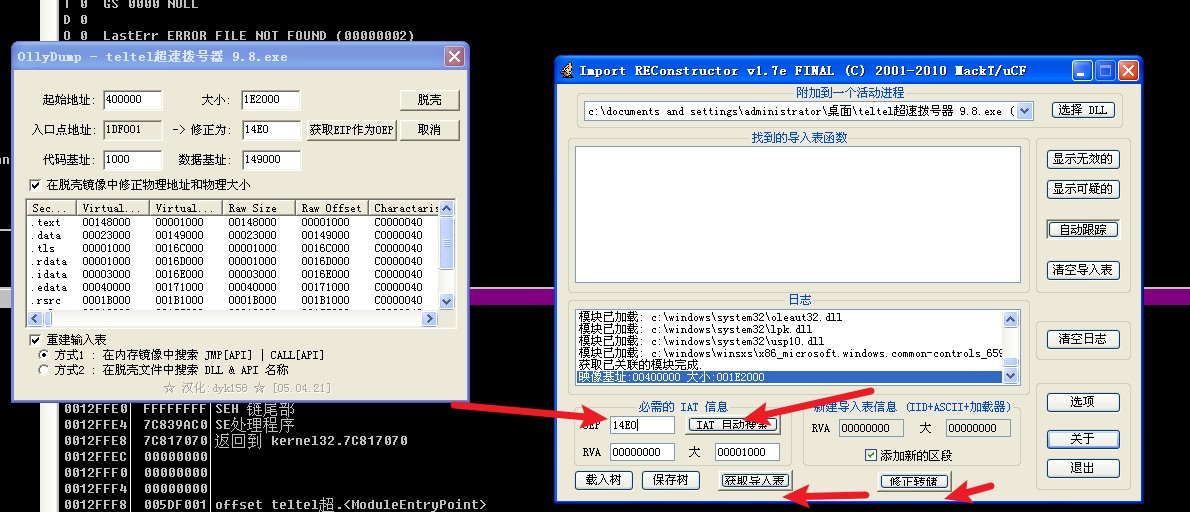 T 0 GS 0000 NULL
D 0
O 0 LastErr ERROR_FILE_NOT_FOUND (00000002)
OllyDump - teltel超速拨号器 9.8.exe
起始地址: 400000 大小: 1E2000 脱壳
入口点地址: 1DF001 -> 修正为: 14E0 获取EIP作为OEP 取消
代码基址: 1000 数据基址: 149000
在脱壳镜像中修正物理地址和物理大小
Sec... Virtual... Virtual... Raw Size Raw Offset Charactaris
.text 00148000 00001000 00148000 00001000 C0000040
.data 00023000 00149000 00023000 00149000 C0000040
.tls 00001000 0016C000 00001000 0016C000 C0000040
.rdata 00001000 0016D000 00001000 0016D000 C0000040
.idata 00003000 0016E000 00003000 0016E000 C0000040
.edata 00040000 00171000 00040000 00171000 C0000040
.rsrc 0001B000 001B1000 0001B000 001B1000 C0000040
重建输入表
方式1 : 在内存镜像中搜索 JMP[API] | CALL[API]
方式2 : 在脱壳文件中搜索 DLL & API 名称
☆ 汉化:dyk158 ☆ [05.04.21]
0012FFE0 FFFFFFFF SEH 链尾部
0012FFE4 7C839AC0 SE处理程序
0012FFE8 7C817070 返回到 kernel32.7C817070
0012FFEC 00000000
0012FFF0 00000000
0012FFF4 00000000
0012FFF8 005DF001 offset teltel超.<ModuleEntryPoint>
Import REConstructor v1.7e FINAL (C) 2001-2010 MackT/uCF
附加到一个活动进程
c:\documents and settings\administrator\桌面\teltel超速拨号器 9.8.exe (
选择 DLL
找到的导入表函数
显示无效的
显示可疑的
自动跟踪
清空导入表
日志
模块已加载: c:\windows\system32\oleaut32.dll
模块已加载: c:\windows\system32\lpk.dll
模块已加载: c:\windows\system32\usp10.dll
模块已加载: c:\windows\winsxs\x86_microsoft.windows.common-controls_659
获取已关联的模块完成.
映像基址:00400000 大小:001E2000
清空日志
必需的 IAT 信息
OEP 14E0 IAT 自动搜索
RVA 00000000 大 00001000
载入树 保存树 获取导入表
新建导入表信息 (IID+ASCII+加载器)
RVA 00000000 大 00000000
添加新的区段
修正转储
选项
关于
退出